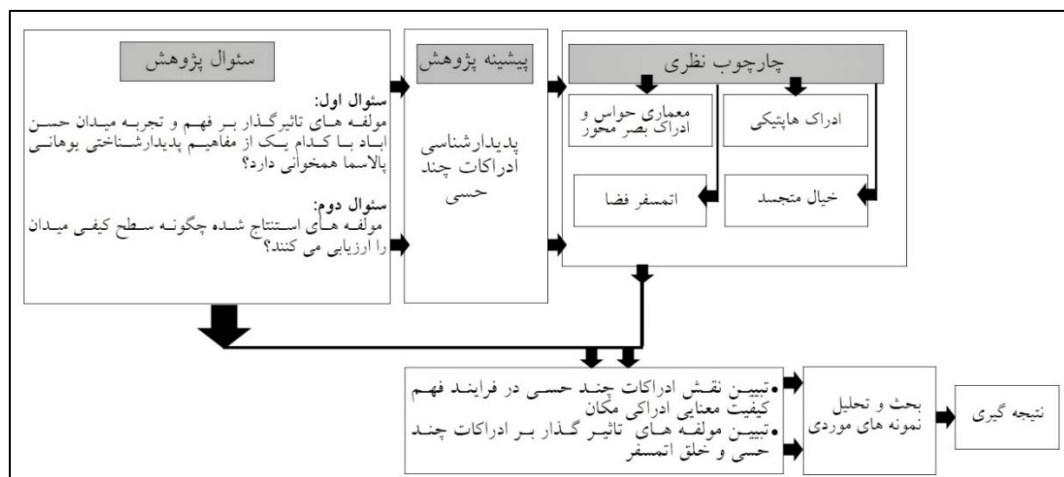 سئوال پژوهش
سئوال اول:
مولفه های تاثیرگذار بر فهم و تجربه میدان حسن
اباد با کدام یک از مفاهیم پدیدارشناختی یوهانی
پالاسما همخوانی دارد؟
سئوال دوم:
مولفه های استنتاج شده چگونه سطح کیفی میدان
را ارزیابی می کنند؟
پیشینه پژوهش
پدیدارشناسی
ادراکات چند
حسی
چارچوب نظری
معماری حواس و
ادراک بصر محور
ادراک هاپتیکی
اتمسفر فضا
خیال متجسد
•تبیین نقش ادراکات چند حسی در فرایند فهم
کیفیت معنایی ادراکی مکان
•تبیین مولفه های تاثیر گذار بر ادراکات چند
حسی و خلق اتمسفر
بحث و تحلیل
نمونه های موردی
نتیجه گیری